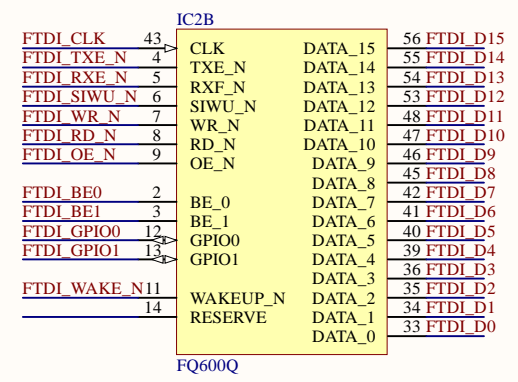 IC2B
FTDI_CLK 43 CLK DATA_15 56 FTDI_D15
FTDI_TXE_N 4 TXE_N DATA_14 55 FTDI_D14
FTDI_RXE_N 5 RXF_N DATA_13 54 FTDI_D13
FTDI_SIWU_N 6 SIWU_N DATA_12 53 FTDI_D12
FTDI_WR_N 7 WR_N DATA_11 48 FTDI_D11
FTDI_RD_N 8 RD_N DATA_10 47 FTDI_D10
FTDI_OE_N 9 OE_N DATA_9 46 FTDI_D9
DATA_8 45 FTDI_D8
FTDI_BE0 2 BE_0 DATA_7 42 FTDI_D7
FTDI_BE1 3 BE_1 DATA_6 41 FTDI_D6
FTDI_GPIO0 12 GPIO0 DATA_5 40 FTDI_D5
FTDI_GPIO1 13 GPIO1 DATA_4 39 FTDI_D4
DATA_3 36 FTDI_D3
FTDI_WAKE_N 11 WAKEUP_N DATA_2 35 FTDI_D2
14 RESERVE DATA_1 34 FTDI_D1
DATA_0 33 FTDI_D0
FQ600Q